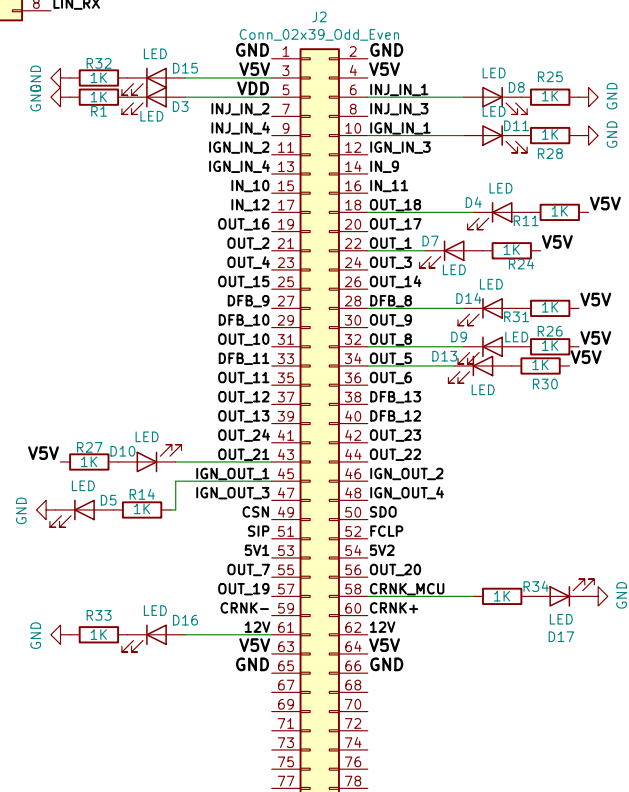 8 LIN_RX
J2
Conn_02x39_Odd_Even
GND 1 2 GND
R32 1K LED D15 V5V 3 4 V5V
GND
GND R1 1K LED D3 VDD 5 6 INJ_IN_1 LED D8 R25 1K GND
INJ_IN_2 7 8 INJ_IN_3
INJ_IN_4 9 10 IGN_IN_1 LED D11 R28 1K GND
IGN_IN_2 11 12 IGN_IN_3
IGN_IN_4 13 14 IN_9
IN_10 15 16 IN_11
IN_12 17 18 OUT_18 D4 LED R11 1K V5V
OUT_16 19 20 OUT_17
OUT_2 21 22 OUT_1 D7 LED R24 1K V5V
OUT_4 23 24 OUT_3
OUT_15 25 26 OUT_14
DFB_9 27 28 DFB_8 D14 LED R31 1K V5V
DFB_10 29 30 OUT_9
OUT_10 31 32 OUT_8 D9 LED R26 1K V5V
DFB_11 33 34 OUT_5 D13 LED R30 1K V5V
OUT_11 35 36 OUT_6
OUT_12 37 38 DFB_13
OUT_13 39 40 DFB_12
OUT_24 41 42 OUT_23
V5V R27 1K D10 LED OUT_21 43 44 OUT_22
IGN_OUT_1 45 46 IGN_OUT_2
GND LED D5 R14 1K IGN_OUT_3 47 48 IGN_OUT_4
CSN 49 50 SDO
SIP 51 52 FCLP
5V1 53 54 5V2
OUT_7 55 56 OUT_20
OUT_19 57 58 CRNK_MCU 1K R34 LED D17 GND
CRNK- 59 60 CRNK+
GND R33 1K LED D16 12V 61 62 12V
V5V 63 64 V5V
GND 65 66 GND
67 68
69 70
71 72
73 74
75 76
77 78